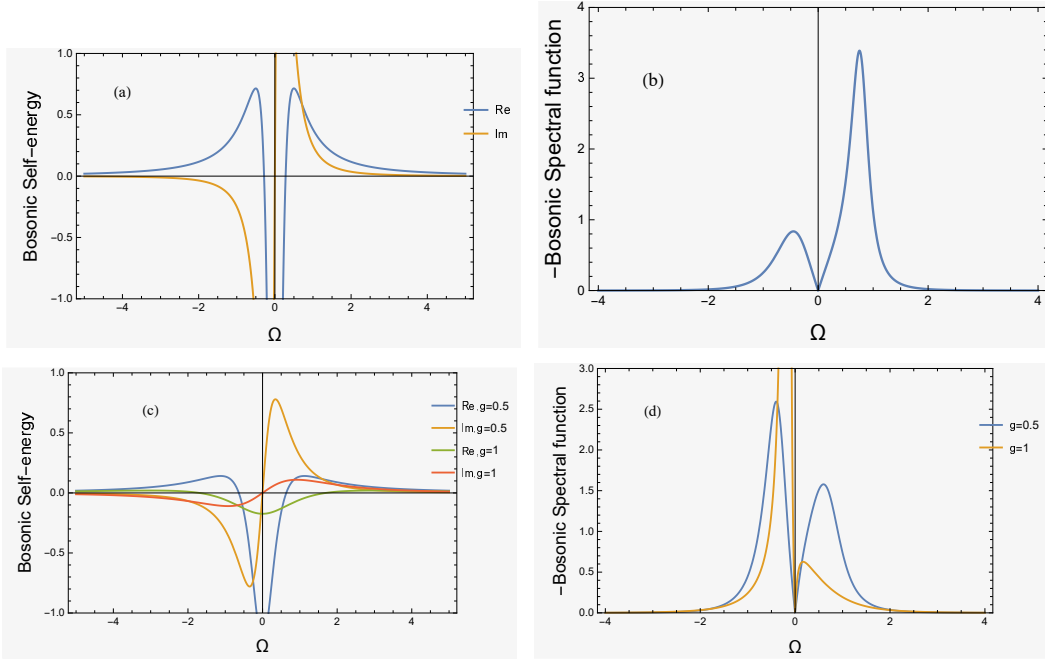 (a)
Bosonic Self-energy
1.0
0.5
0.0
-0.5
-1.0
-4
-2
0
2
4
Ω
Re
Im
(b)
-Bosonic Spectral function
4
3
2
1
0
-4
-2
0
2
4
Ω
(c)
Bosonic Self-energy
1.0
0.5
0.0
-0.5
-1.0
-4
-2
0
2
4
Ω
Re,g=0.5
Im,g=0.5
Re,g=1
Im,g=1
(d)
-Bosonic Spectral function
3.0
2.5
2.0
1.5
1.0
0.5
0.0
-4
-2
0
2
4
Ω
g=0.5
g=1